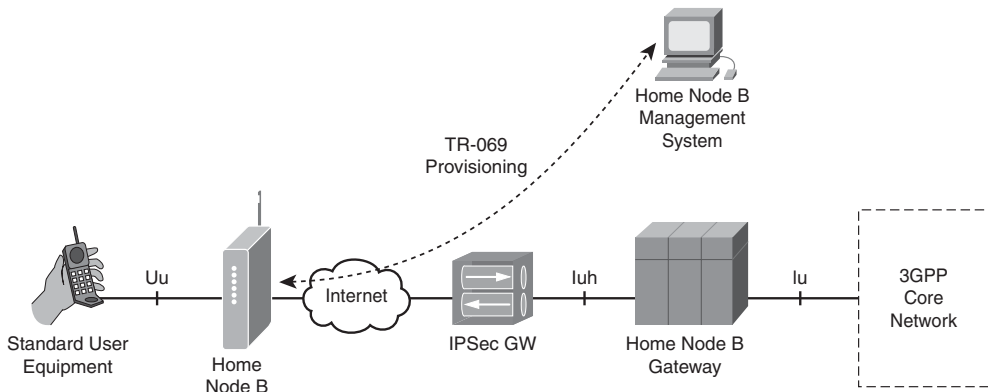 Home Node B
Management
System
TR-069
Provisioning
Uu
Internet
Iuh
Iu
3GPP
Core
Network
Standard User
Equipment
Home
Node B
IPSec GW
Home Node B
Gateway